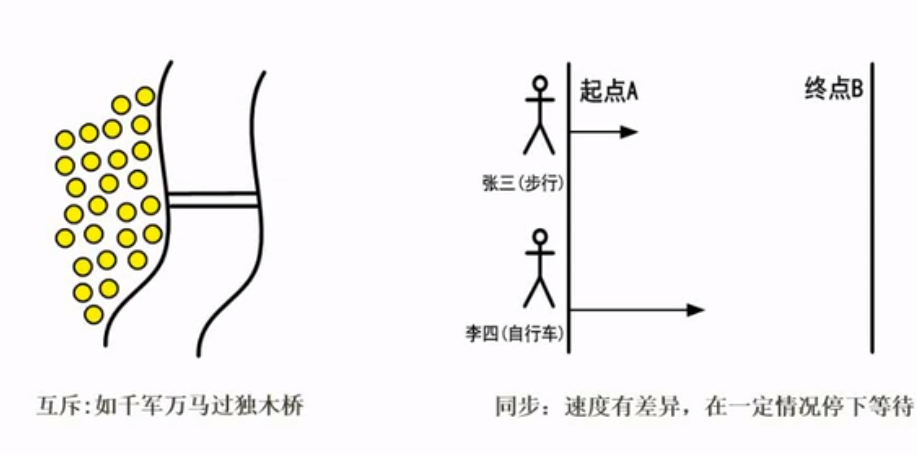 起点A
终点B
张三(步行)
李四(自行车)
互斥:如千军万马过独木桥
同步：速度有差异，在一定情况停下等待